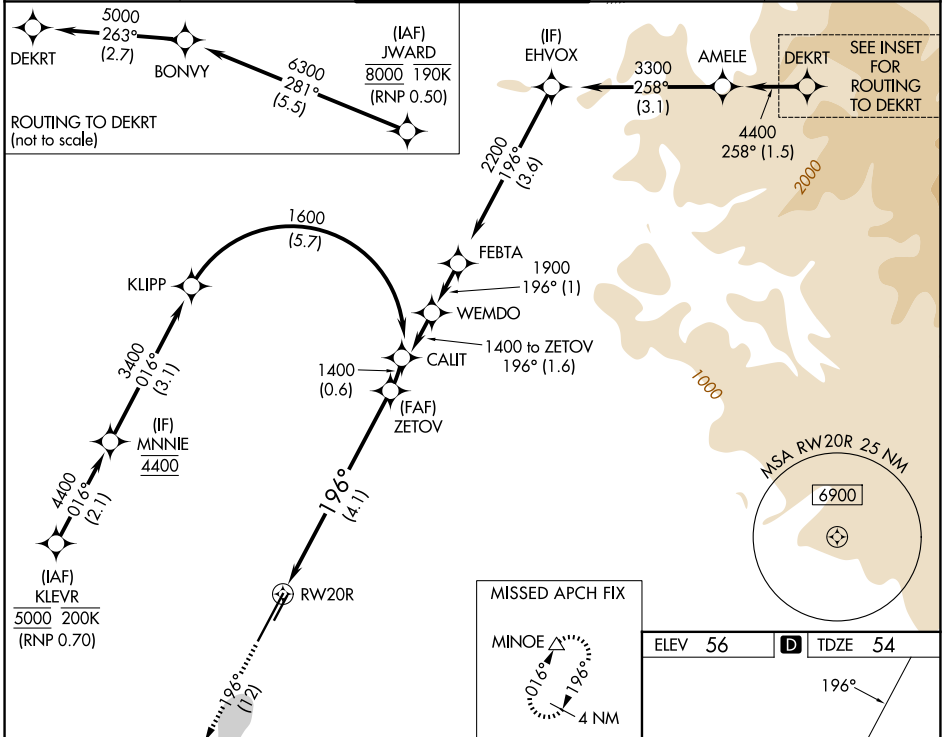 5000
263°
(2.7)
DEKRT
BONVY
6300
281°
(5.5)
(IAF)
JWARD
8000 190K
(RNP 0.50)
ROUTING TO DEKRT
(not to scale)
(IF)
EHVOX
3300
258°
(3.1)
AMELE
DEKRT
SEE INSET
FOR
ROUTING
TO DEKRT
4400
258° (1.5)
2000
2200
196°
(3.6)
1600
(5.7)
KLIPP
FEBTA
1900
196° (1)
WEMDO
CALIT
1400 to ZETOV
196° (1.6)
1400
(0.6)
(FAF)
ZETOV
1000
3400
016°
(3.1)
(IF)
MNNIE
4400
4400
016°
(2.1)
(IAF)
KLEVR
5000 200K
(RNP 0.70)
196°
(4.1)
RW20R
196°
(12)
MSA RW20R 25 NM
6900
MISSED APCH FIX
MINOE
016°
196°
4 NM
ELEV 56
D
TDZE 54
196°